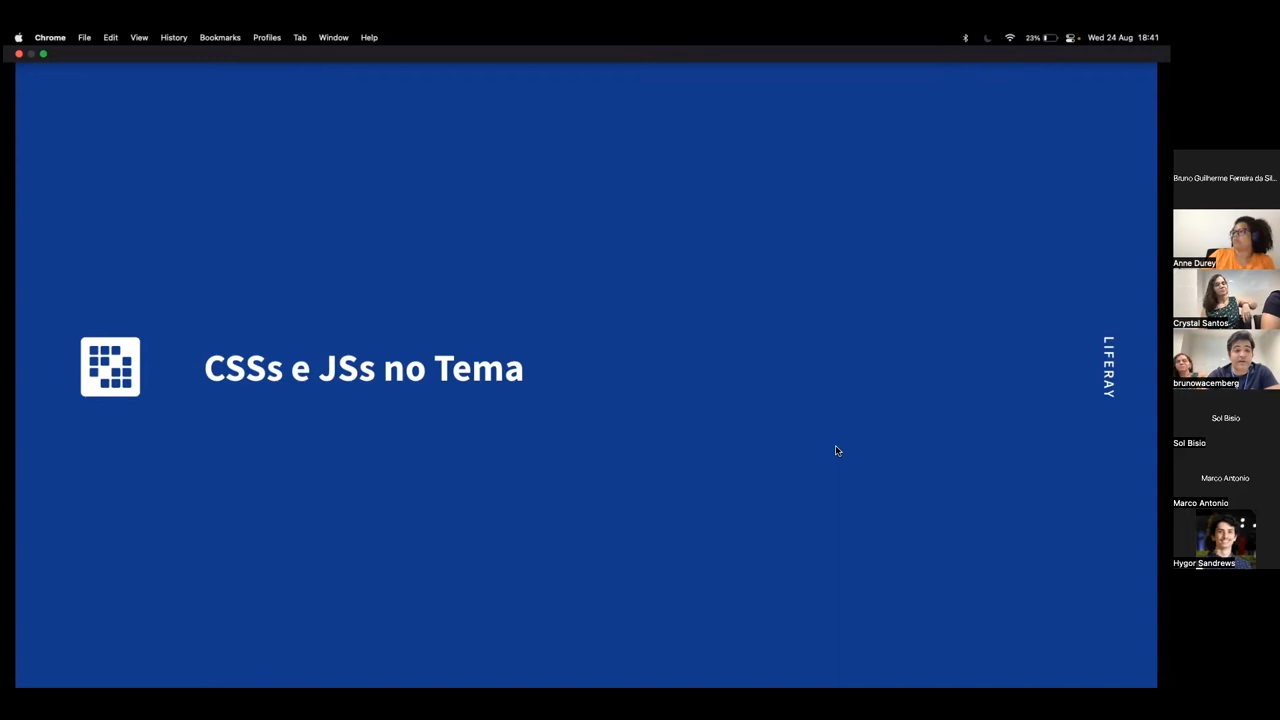 Chrome File Edit View History Bookmarks Profiles Tab Window Help 23% Wed 24 Aug 18:41
CSSs e JSs no Tema
LIFERAY
Bruno Guilherme Ferreira da Sil...
Anne Durey
Crystal Santos
brunowacemberg
Sol Bisio
Sol Bisio
Marco Antonio
Marco Antonio
Hygor Sandrews